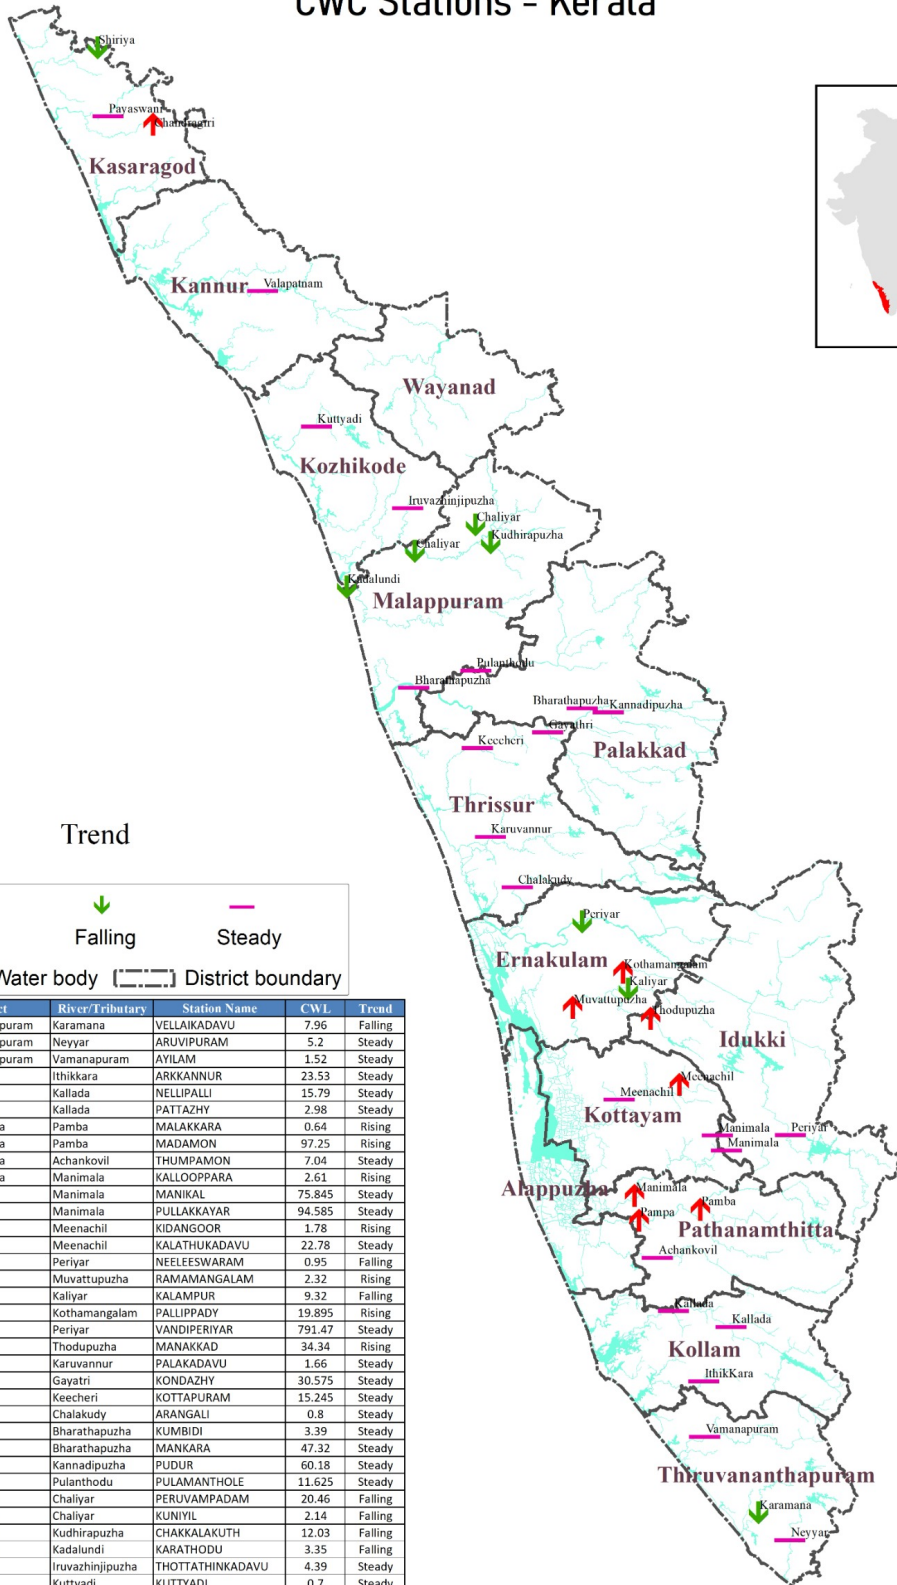 CWC Stations - Kerala
Shiriya
Payaswani
Chandragiri
Kasaragod
Kannur
Valapatnam
Wayanad
Kuttyadi
Kozhikode
Iruvazhinjipuzha
Chaliyar
Kudhirapuzha
Chaliyar
Kadalundi
Malappuram
Pulanthodu
Bharathapuzha
Bharathapuzha
Kannadipuzha
Gayathri
Keecheri
Palakkad
Thrissur
Karuvannur
Chalakudy
Trend
Falling
Steady
Water body
District boundary
Periyar
Ernakulam
Kothamangalam
Kaliyar
Muvattupuzha
Thodupuzha
Idukki
Meenachil
Meenachil
Kottayam
Manimala
Periyar
Manimala
Alappuzha
Manimala
Pamba
Pampa
Pathanamthitta
Achankovil
Kallada
Kallada
Kollam
IthikKara
Vamanapuram
Thiruvananthapuram
Karamana
Neyyar
ct River/Tributary Station Name CWL Trend
puram Karamana VELLAIKADAVU 7.96 Falling
puram Neyyar ARUVIPURAM 5.2 Steady
puram Vamanapuram AYILAM 1.52 Steady
Ithikkara ARKKANNUR 23.53 Steady
Kallada NELLIPALLI 15.79 Steady
Kallada PATTAZHY 2.98 Steady
a Pamba MALAKKARA 0.64 Rising
a Pamba MADAMON 97.25 Rising
a Achankovil THUMPAMON 7.04 Steady
a Manimala KALLOOPPARA 2.61 Rising
Manimala MANIKAL 75.845 Steady
Manimala PULLAKKAYAR 94.585 Steady
Meenachil KIDANGOOR 1.78 Rising
Meenachil KALATHUKADAVU 22.78 Steady
Periyar NEELEESWARAM 0.95 Falling
Muvattupuzha RAMAMANGALAM 2.32 Rising
Kaliyar KALAMPUR 9.32 Falling
Kothamangalam PALLIPPADY 19.895 Rising
Periyar VANDIPERIYAR 791.47 Steady
Thodupuzha MANAKKAD 34.34 Rising
Karuvannur PALAKADAVU 1.66 Steady
Gayatri KONDAZHY 30.575 Steady
Keecheri KOTTAPURAM 15.245 Steady
Chalakudy ARANGALI 0.8 Steady
Bharathapuzha KUMBIDI 3.39 Steady
Bharathapuzha MANKARA 47.32 Steady
Kannadipuzha PUDUR 60.18 Steady
Pulanthodu PULAMANTHOLE 11.625 Steady
Chaliyar PERUVAMPADAM 20.46 Falling
Chaliyar KUNIYIL 2.14 Falling
Kudhirapuzha CHAKKALAKUTH 12.03 Falling
Kadalundi KARATHODU 3.35 Falling
Iruvazhinjipuzha THOTTATHINKADAVU 4.39 Steady
Kuttyadi KUTTYADI 0.7 Steady